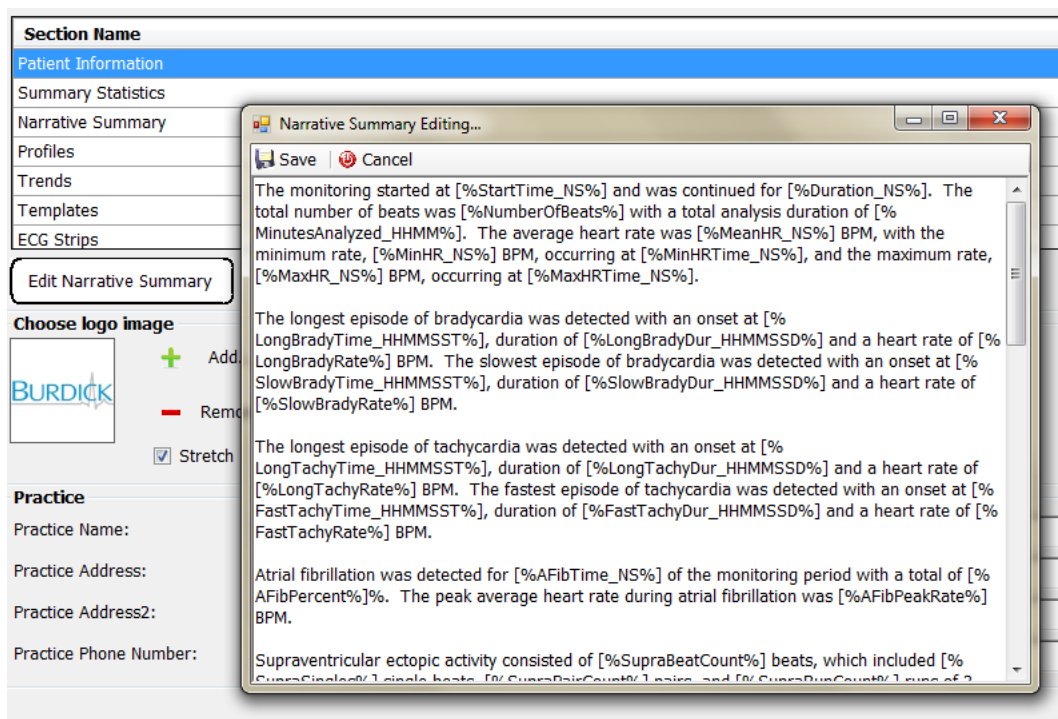 Section Name
Patient Information
Summary Statistics
Narrative Summary
Profiles
Trends
Templates
ECG Strips
Edit Narrative Summary
Choose logo image
BURDICK
Add.
Remo
Stretch
Practice
Practice Name:
Practice Address:
Practice Address2:
Practice Phone Number:
Narrative Summary Editing...
Save
Cancel
The monitoring started at [%StartTime_NS%] and was continued for [%Duration_NS%].  The
total number of beats was [%NumberOfBeats%] with a total analysis duration of [%
MinutesAnalyzed_HHMM%].  The average heart rate was [%MeanHR_NS%] BPM, with the
minimum rate, [%MinHR_NS%] BPM, occurring at [%MinHRTime_NS%], and the maximum rate,
[%MaxHR_NS%] BPM, occurring at [%MaxHRTime_NS%].
The longest episode of bradycardia was detected with an onset at [%
LongBradyTime_HHMMSST%], duration of [%LongBradyDur_HHMMSSD%] and a heart rate of [%
LongBradyRate%] BPM.  The slowest episode of bradycardia was detected with an onset at [%
SlowBradyTime_HHMMSST%], duration of [%SlowBradyDur_HHMMSSD%] and a heart rate of
[%SlowBradyRate%] BPM.
The longest episode of tachycardia was detected with an onset at [%
LongTachyTime_HHMMSST%], duration of [%LongTachyDur_HHMMSSD%] and a heart rate of
[%LongTachyRate%] BPM.  The fastest episode of tachycardia was detected with an onset at [%
FastTachyTime_HHMMSST%], duration of [%FastTachyDur_HHMMSSD%] and a heart rate of [%
FastTachyRate%] BPM.
Atrial fibrillation was detected for [%AFibTime_NS%] of the monitoring period with a total of [%
AFibPercent%]%.  The peak average heart rate during atrial fibrillation was [%AFibPeakRate%]
BPM.
Supraventricular ectopic activity consisted of [%SupraBeatCount%] beats, which included [%
SupraSingles%] single beats, [%SupraPairCount%] pairs, and [%SupraRunCount%] runs of 3